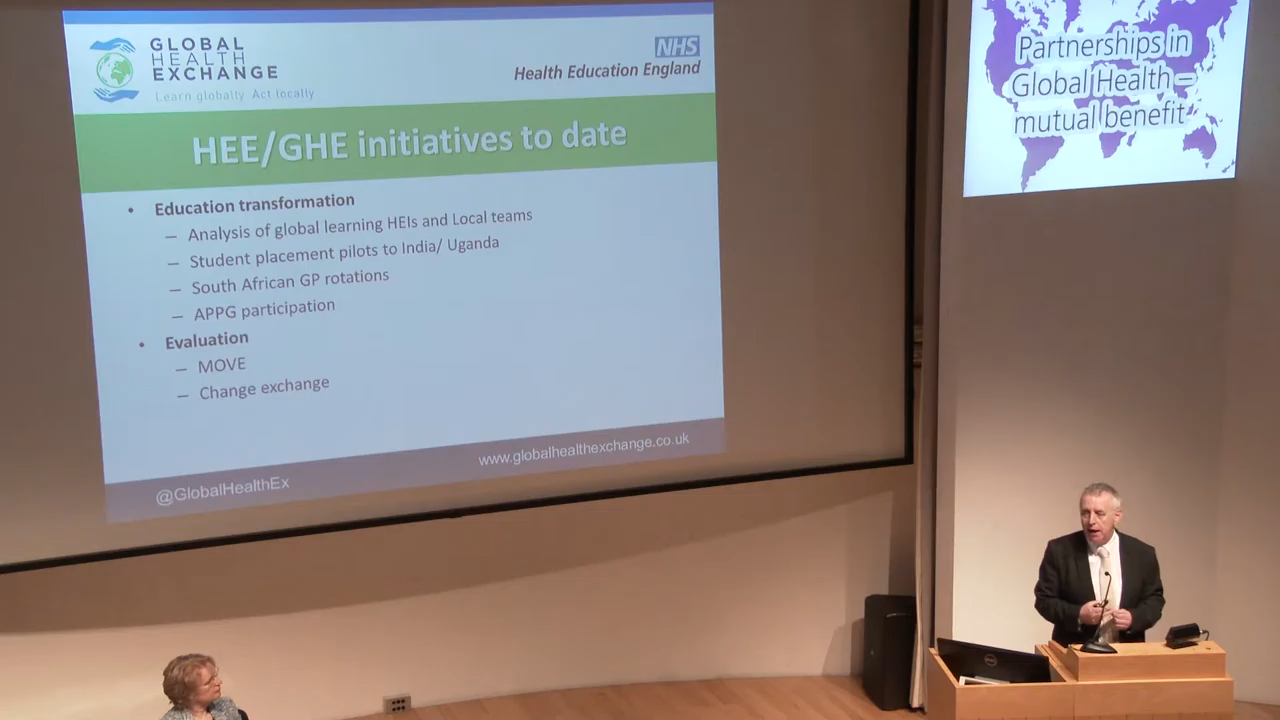 GLOBAL
HEALTH
EXCHANGE
Learn globally Act locally
NHS
Health Education England
HEE/GHE initiatives to date
• Education transformation
– Analysis of global learning HEIs and Local teams
– Student placement pilots to India/ Uganda
– South African GP rotations
– APPG participation
• Evaluation
– MOVE
– Change exchange
@GlobalHealthEx
www.globalhealthexchange.co.uk
Partnerships in
Global Health –
mutual benefit
DELL